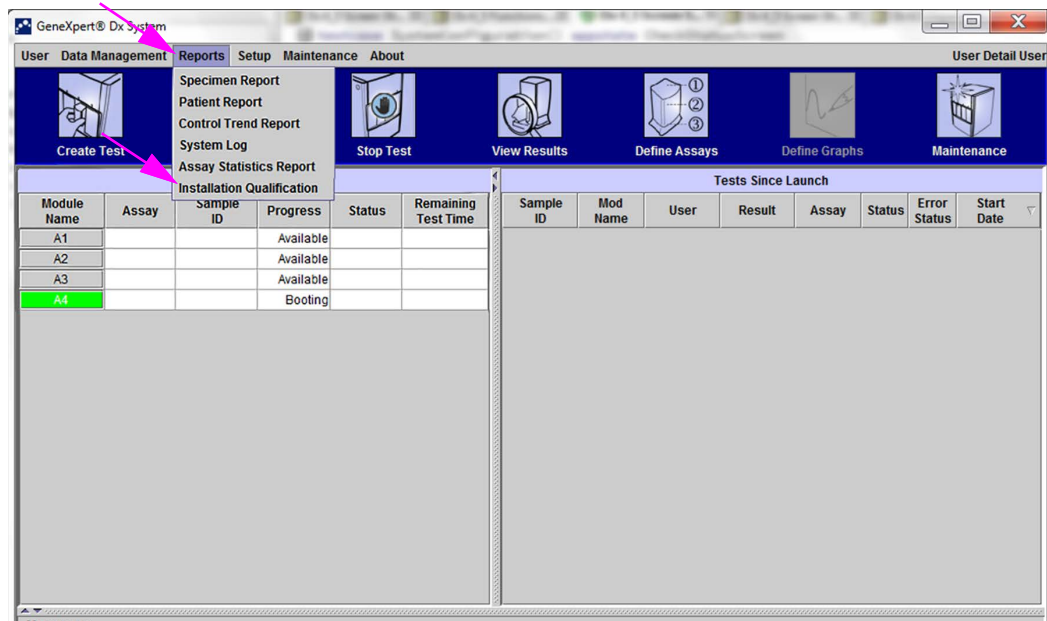 GeneXpert® Dx System
User Data Management Reports Setup Maintenance About User Detail User
Specimen Report
Patient Report
Control Trend Report
System Log
Assay Statistics Report
Installation Qualification
Create Test Stop Test View Results Define Assays Define Graphs Maintenance
① ② ③
Tests Since Launch
Module Name Assay Sample ID Progress Status Remaining Test Time
A1 Available
A2 Available
A3 Available
A4 Booting
Sample ID Mod Name User Result Assay Status Error Status Start Date